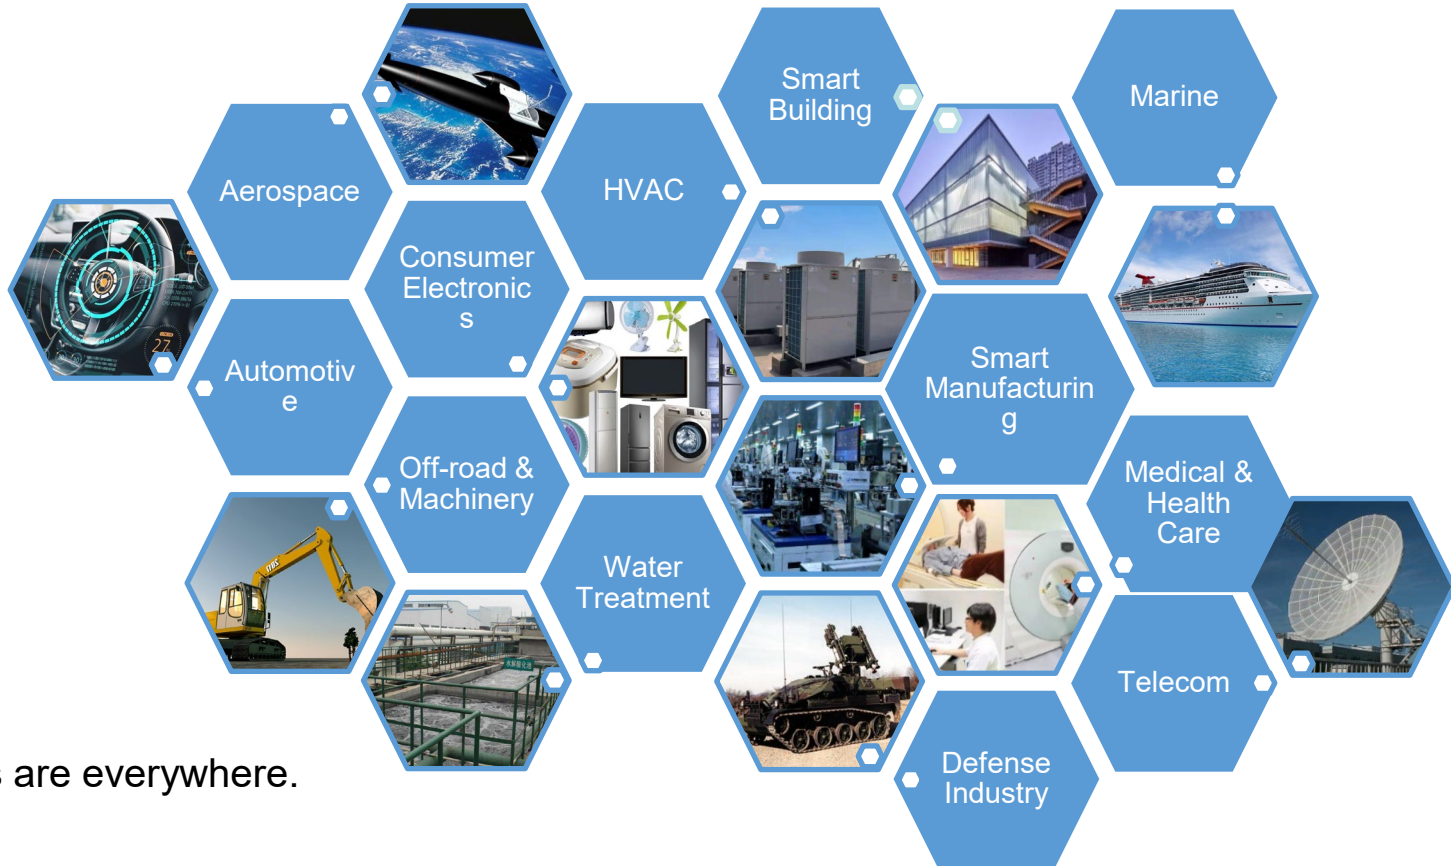 Smart
Building
Marine
Aerospace
HVAC
Consumer
Electronic
s
Automotiv
e
Smart
Manufacturin
g
Off-road &
Machinery
Medical &
Health
Care
Water
Treatment
Telecom
Defense
Industry
s are everywhere.
27